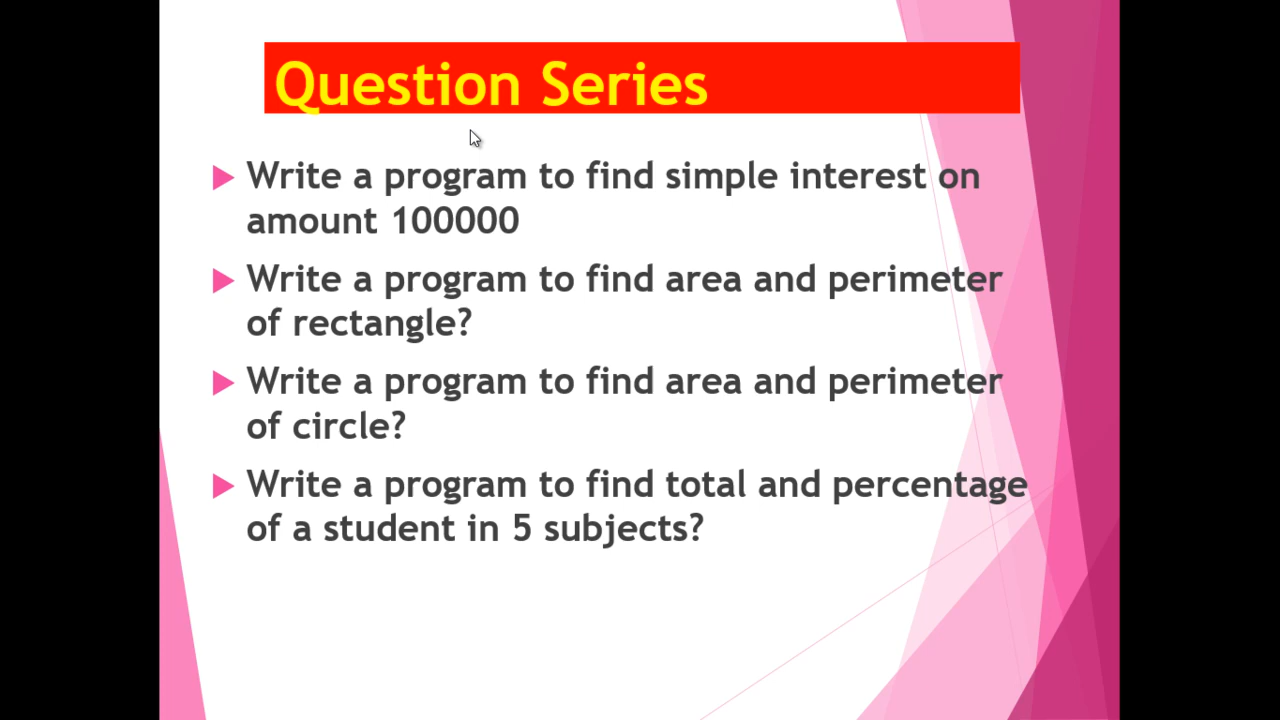 Question Series
Write a program to find simple interest on
amount 100000
Write a program to find area and perimeter
of rectangle?
Write a program to find area and perimeter
of circle?
Write a program to find total and percentage
of a student in 5 subjects?